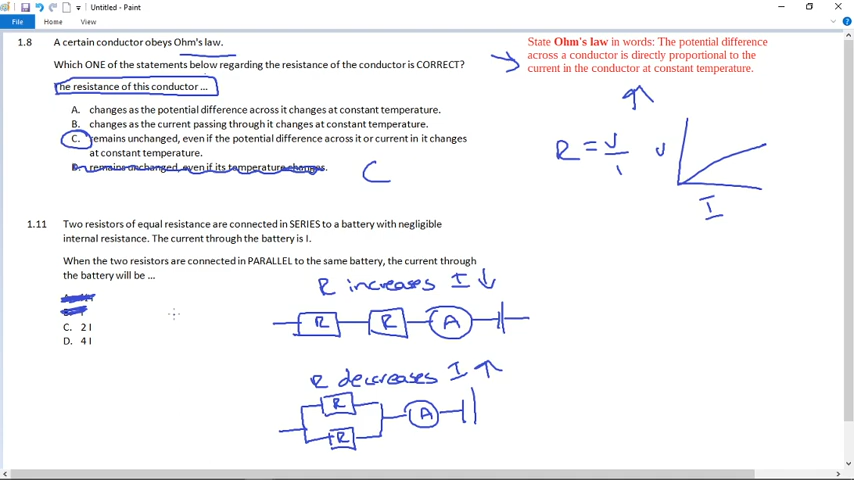 Untitled - Paint
File Home View
1.8 A certain conductor obeys Ohm's law.
Which ONE of the statements below regarding the resistance of the conductor is CORRECT?
The resistance of this conductor ...
A. changes as the potential difference across it changes at constant temperature.
B. changes as the current passing through it changes at constant temperature.
C. remains unchanged, even if the potential difference across it or current in it changes
at constant temperature.
D. remains unchanged, even if its temperature changes.
C
State Ohm's law in words: The potential difference
across a conductor is directly proportional to the
current in the conductor at constant temperature.
R = V
I
V
I
1.11 Two resistors of equal resistance are connected in SERIES to a battery with negligible
internal resistance. The current through the battery is I.
When the two resistors are connected in PARALLEL to the same battery, the current through
the battery will be ...
C. 2 I
D. 4 I
R increases I ↓
R R A
R decreases I ↑
R
A
R